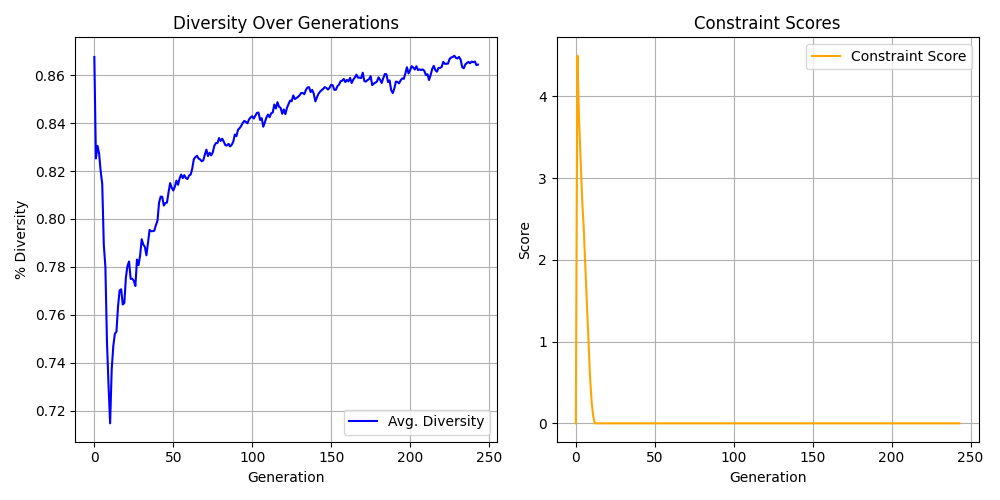 Diversity Over Generations
% Diversity
0.86
0.84
0.82
0.80
0.78
0.76
0.74
0.72
0 50 100 150 200 250
Generation
Avg. Diversity
Constraint Scores
Score
4
3
2
1
0
0 50 100 150 200 250
Generation
Constraint Score